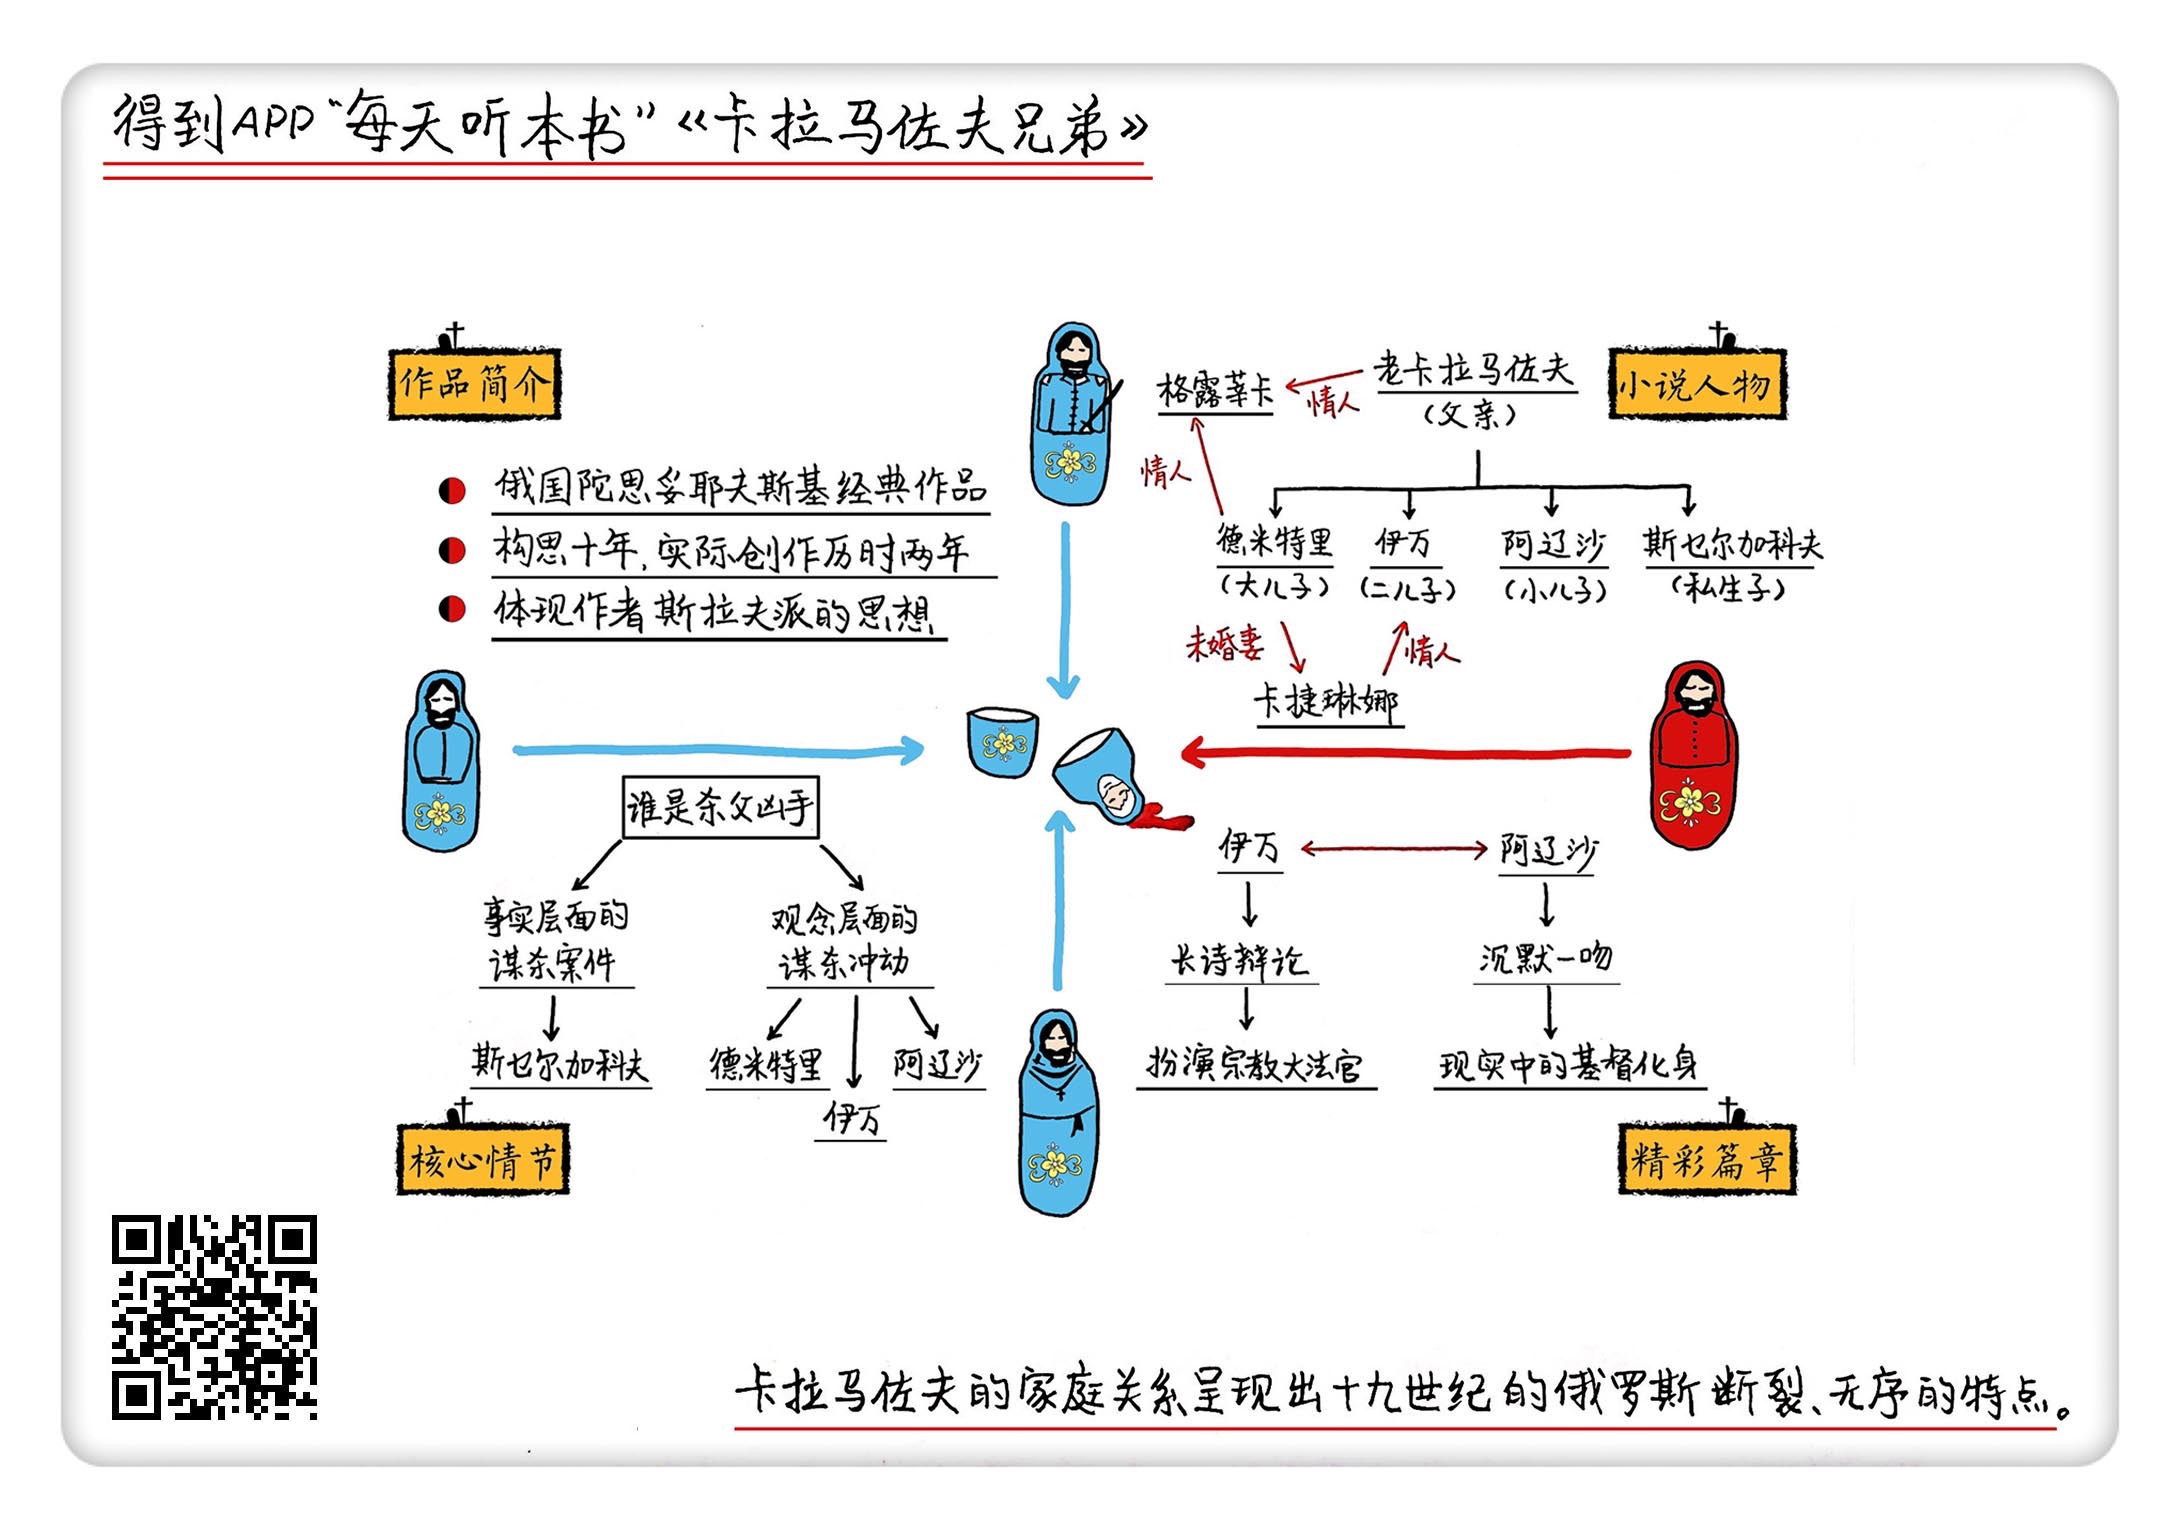 得到APP“每天听本书”《卡拉马佐夫兄弟》
作品简介
俄国陀思妥耶夫斯基经典作品
构思十年,实际创作历时两年
体现作者斯拉夫派的思想
小说人物
老卡拉马佐夫
(父亲)
情人
格露莘卡
情人
德米特里
(大儿子)
伊万
(二儿子)
阿辽沙
(小儿子)
斯乜尔加科夫
(私生子)
未婚妻
情人
卡捷琳娜
谁是杀父凶手
事实层面的
谋杀案件
斯乜尔加科夫
观念层面的
谋杀冲动
德米特里
伊万
阿辽沙
核心情节
伊万
长诗辩论
扮演宗教大法官
阿辽沙
沉默一吻
现实中的基督化身
精彩篇章
卡拉马佐夫的家庭关系呈现出十九世纪的俄罗斯断裂、无序的特点。